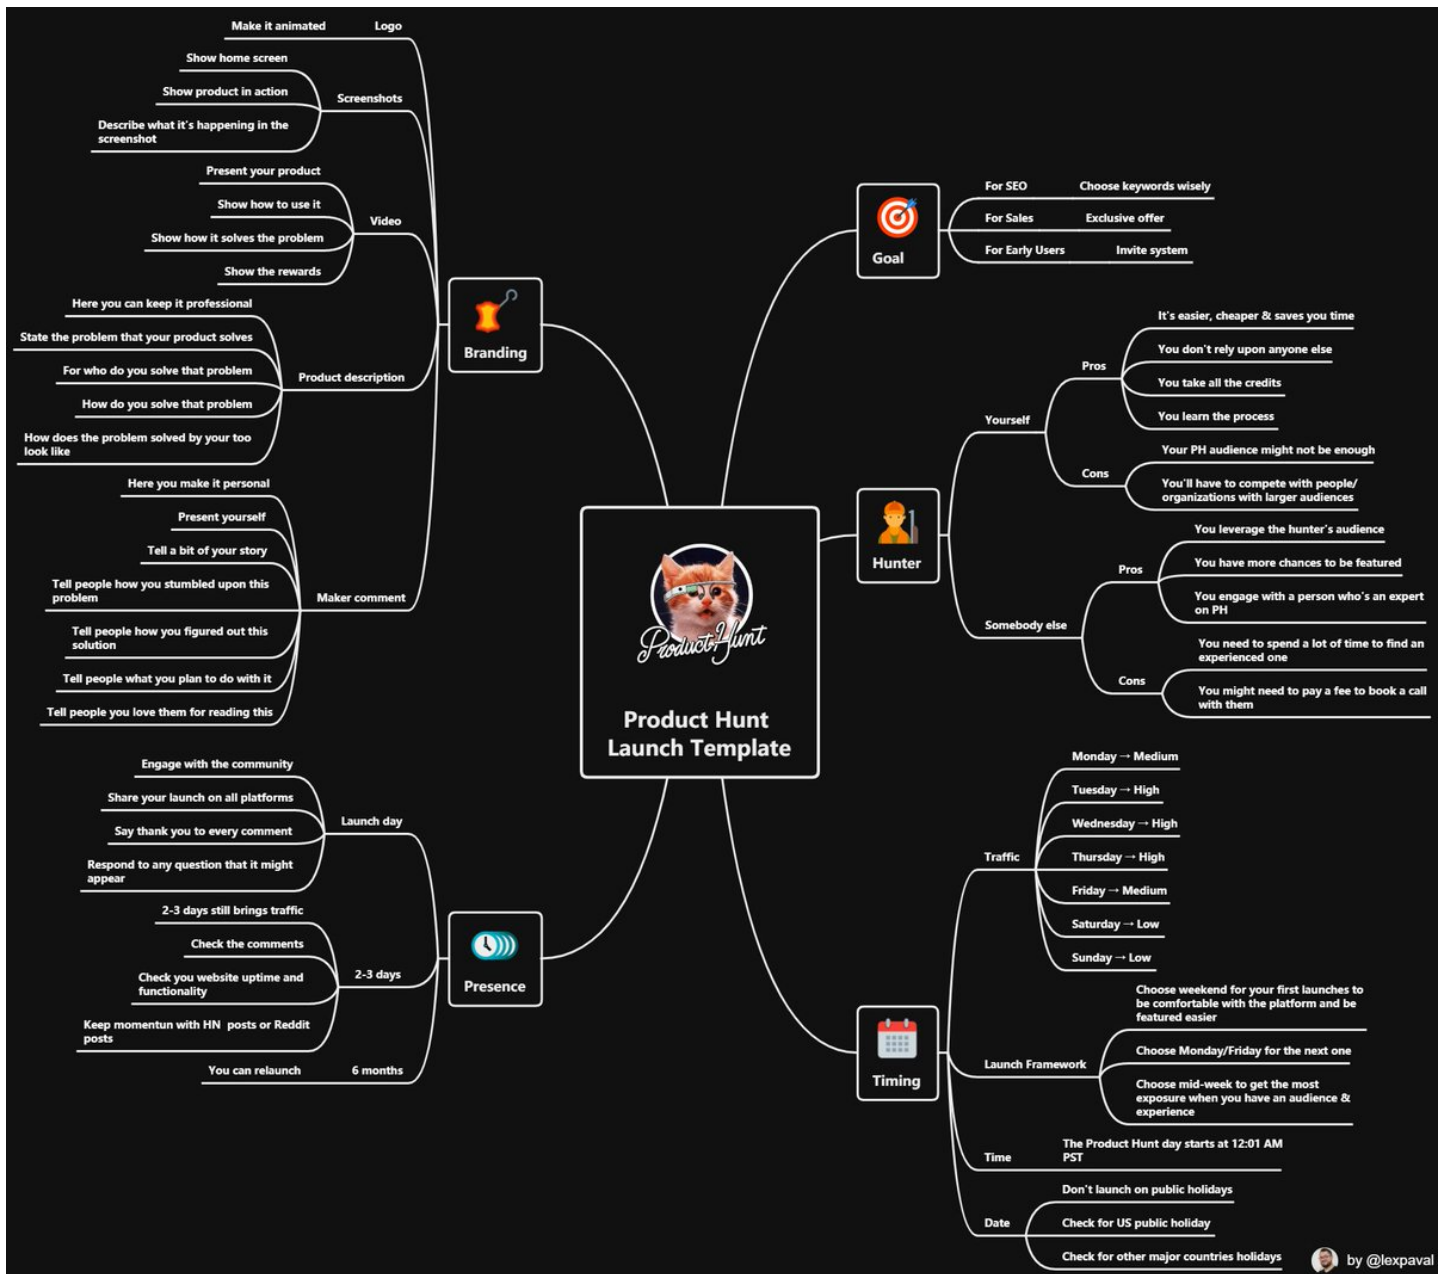 Make it animated
Logo
Show home screen
Show product in action
Describe what it's happening in the
screenshot
Screenshots
Present your product
Show how to use it
Show how it solves the problem
Show the rewards
Video
Here you can keep it professional
State the problem that your product solves
For who do you solve that problem
How do you solve that problem
How does the problem solved by your too
look like
Product description
Here you make it personal
Present yourself
Tell a bit of your story
Tell people how you stumbled upon this
problem
Tell people how you figured out this
solution
Tell people what you plan to do with it
Tell people you love them for reading this
Maker comment
Branding
Engage with the community
Share your launch on all platforms
Say thank you to every comment
Respond to any question that it might
appear
Launch day
2-3 days still brings traffic
Check the comments
Check you website uptime and
functionality
Keep momentun with HN  posts or Reddit
posts
2-3 days
You can relaunch
6 months
Presence
Product Hunt
Product Hunt
Launch Template
Goal
For SEO
Choose keywords wisely
For Sales
Exclusive offer
For Early Users
Invite system
Hunter
Yourself
Pros
It's easier, cheaper & saves you time
You don't rely upon anyone else
You take all the credits
You learn the process
Cons
Your PH audience might not be enough
You'll have to compete with people/
organizations with larger audiences
Somebody else
Pros
You leverage the hunter's audience
You have more chances to be featured
You engage with a person who's an expert
on PH
Cons
You need to spend a lot of time to find an
experienced one
You might need to pay a fee to book a call
with them
Timing
Traffic
Monday → Medium
Tuesday → High
Wednesday → High
Thursday → High
Friday → Medium
Saturday → Low
Sunday → Low
Launch Framework
Choose weekend for your first launches to
be comfortable with the platform and be
featured easier
Choose Monday/Friday for the next one
Choose mid-week to get the most
exposure when you have an audience &
experience
Time
The Product Hunt day starts at 12:01 AM
PST
Date
Don't launch on public holidays
Check for US public holiday
Check for other major countries holidays
by @lexpaval